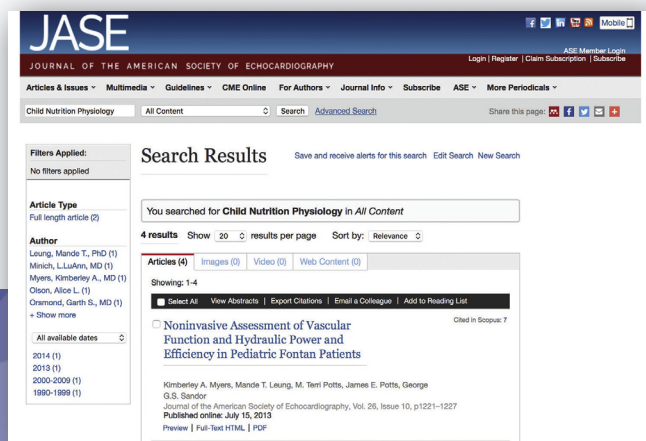 JASE
Mobile
JOURNAL OF THE AMERICAN SOCIETY OF ECHOCARDIOGRAPHY
ASE Member Login
Login | Register | Claim Subscription | Subscribe
Articles & Issues Multimedia Guidelines CME Online For Authors Journal Info Subscribe ASE More Periodicals
Child Nutrition Physiology All Content Search Advanced Search Share this page:
Filters Applied:
No filters applied
Article Type
Full length article (2)
Author
Leung, Mande T., PhD (1)
Minich, L.LuAnn, MD (1)
Myers, Kimberley A., MD (1)
Olson, Alice L. (1)
Orsmond, Garth S., MD (1)
+ Show more
All available dates
2014 (1)
2013 (1)
2000-2009 (1)
1990-1999 (1)
Search Results
Save and receive alerts for this search Edit Search New Search
You searched for Child Nutrition Physiology in All Content
4 results Show 20 results per page Sort by: Relevance
Articles (4) Images (0) Video (0) Web Content (0)
Showing: 1-4
Select All View Abstracts | Export Citations | Email a Colleague | Add to Reading List
Noninvasive Assessment of Vascular
Function and Hydraulic Power and
Efficiency in Pediatric Fontan Patients
Cited in Scopus: 7
Kimberley A. Myers, Mande T. Leung, M. Terri Potts, James E. Potts, George
G.S. Sandor
Journal of the American Society of Echocardiography, Vol. 26, Issue 10, p1221–1227
Published online: July 15, 2013
Preview | Full-Text HTML | PDF